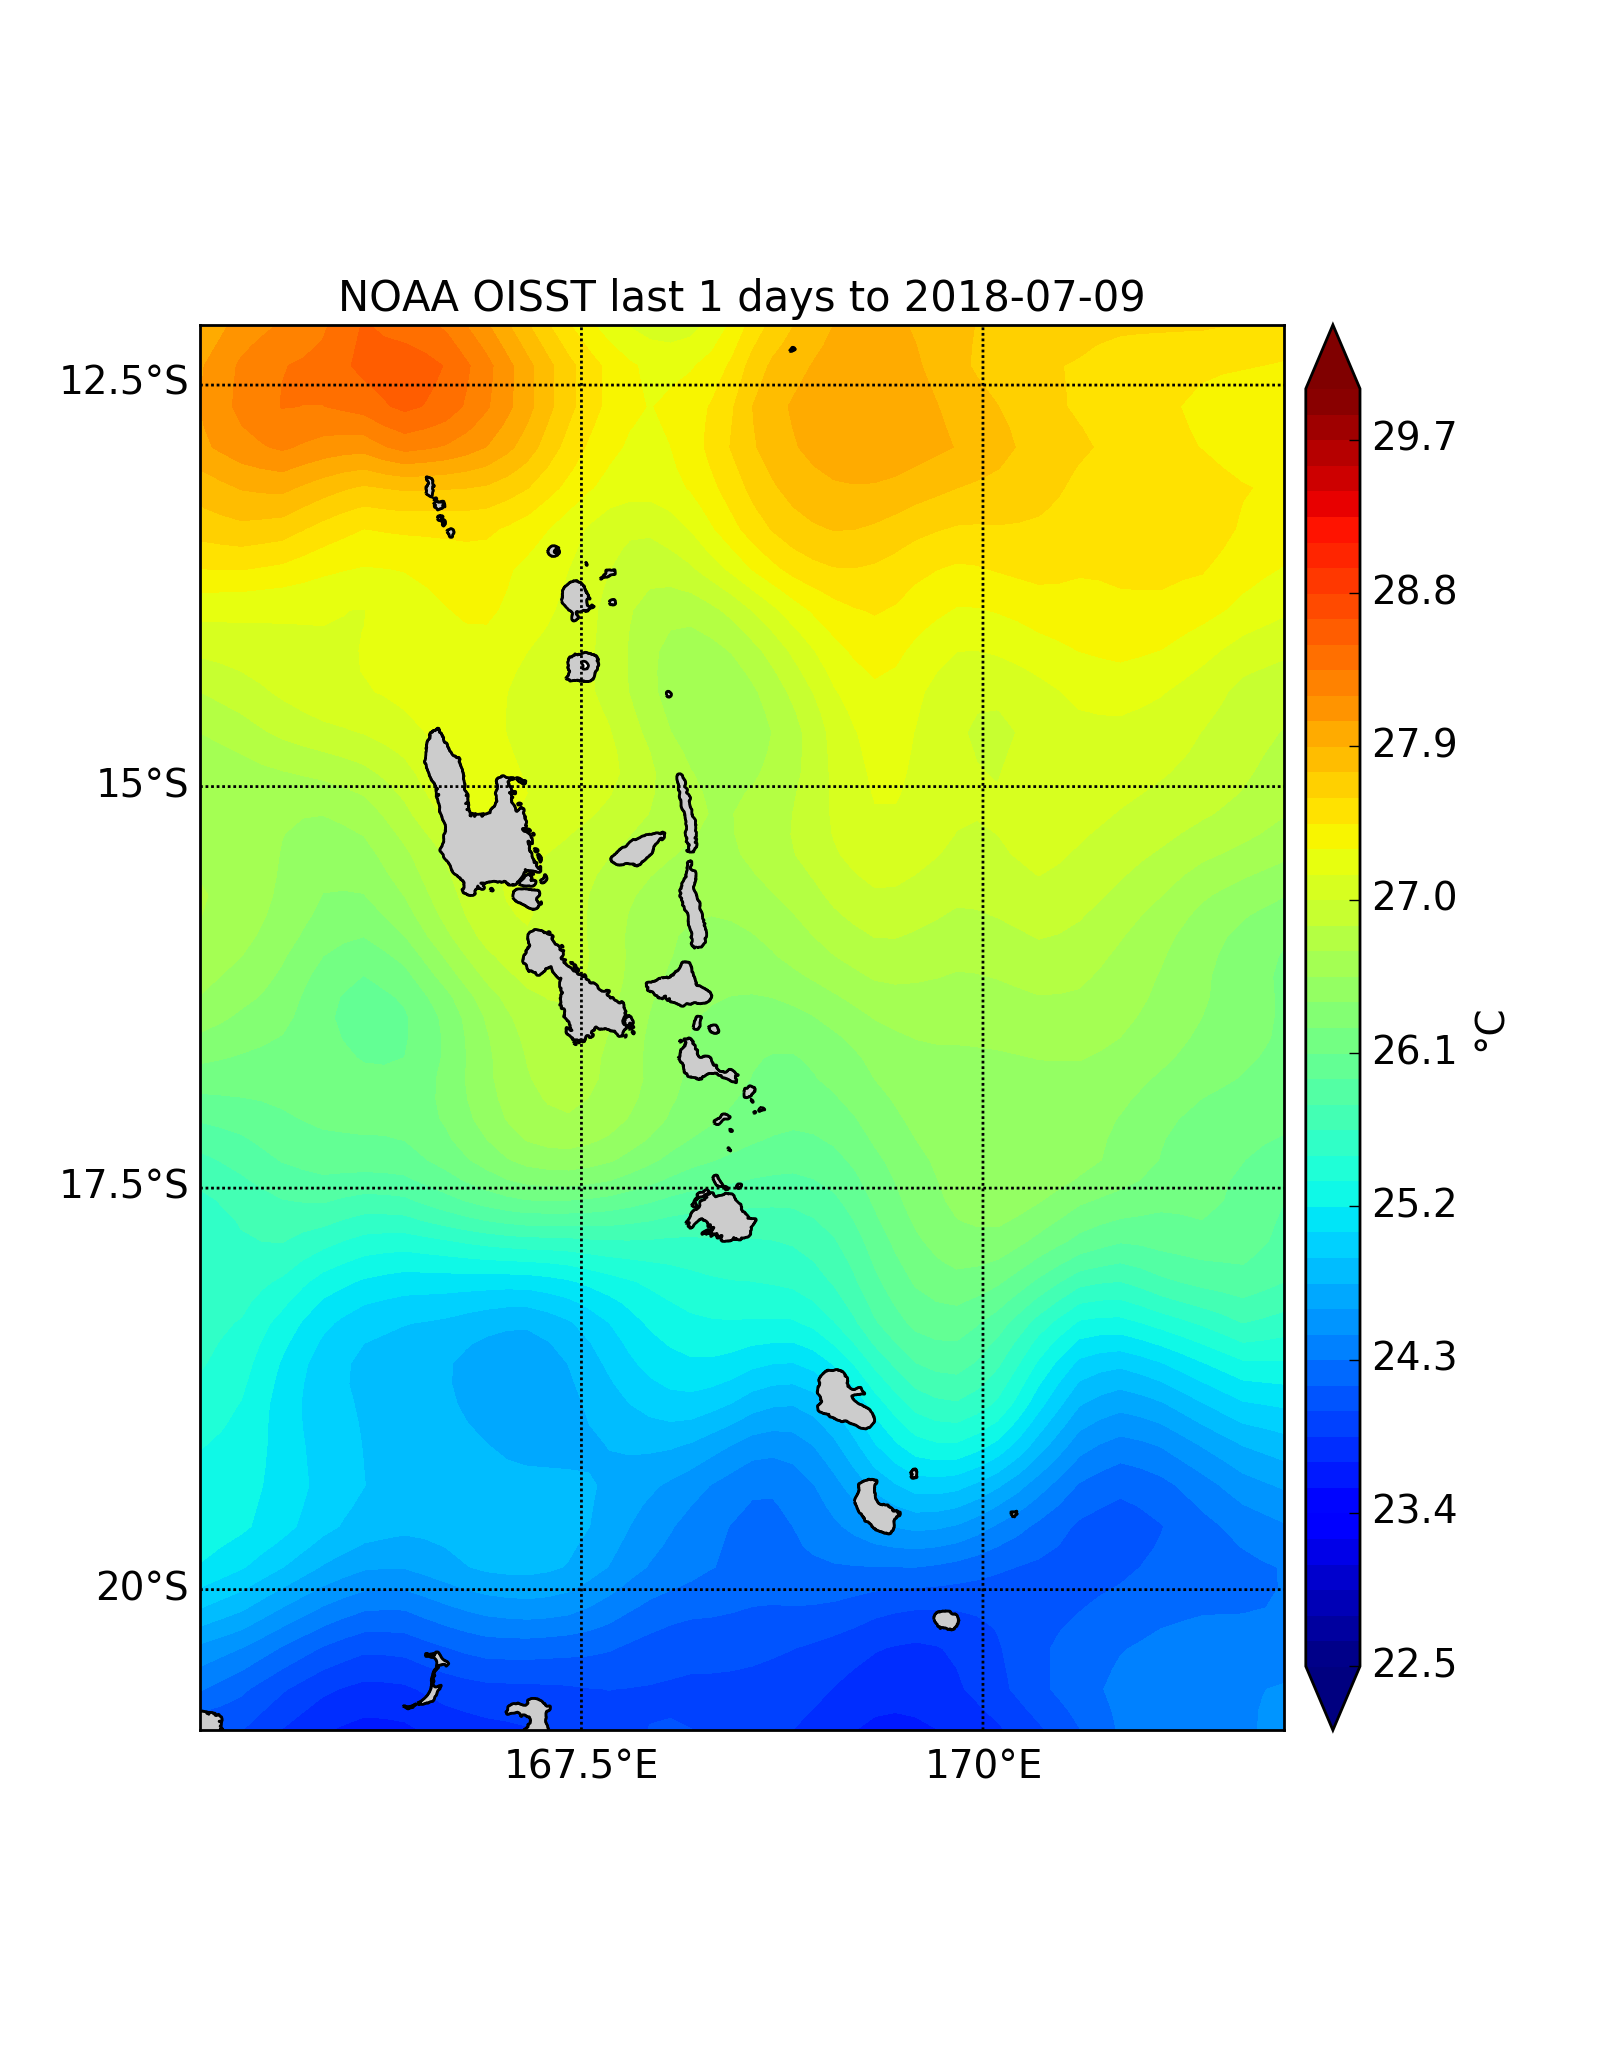 NOAA OISST last 1 days to 2018-07-09
12.5°S
15°S
17.5°S
20°S
167.5°E
170°E
29.7
28.8
27.9
27.0
26.1
25.2
24.3
23.4
22.5
°C